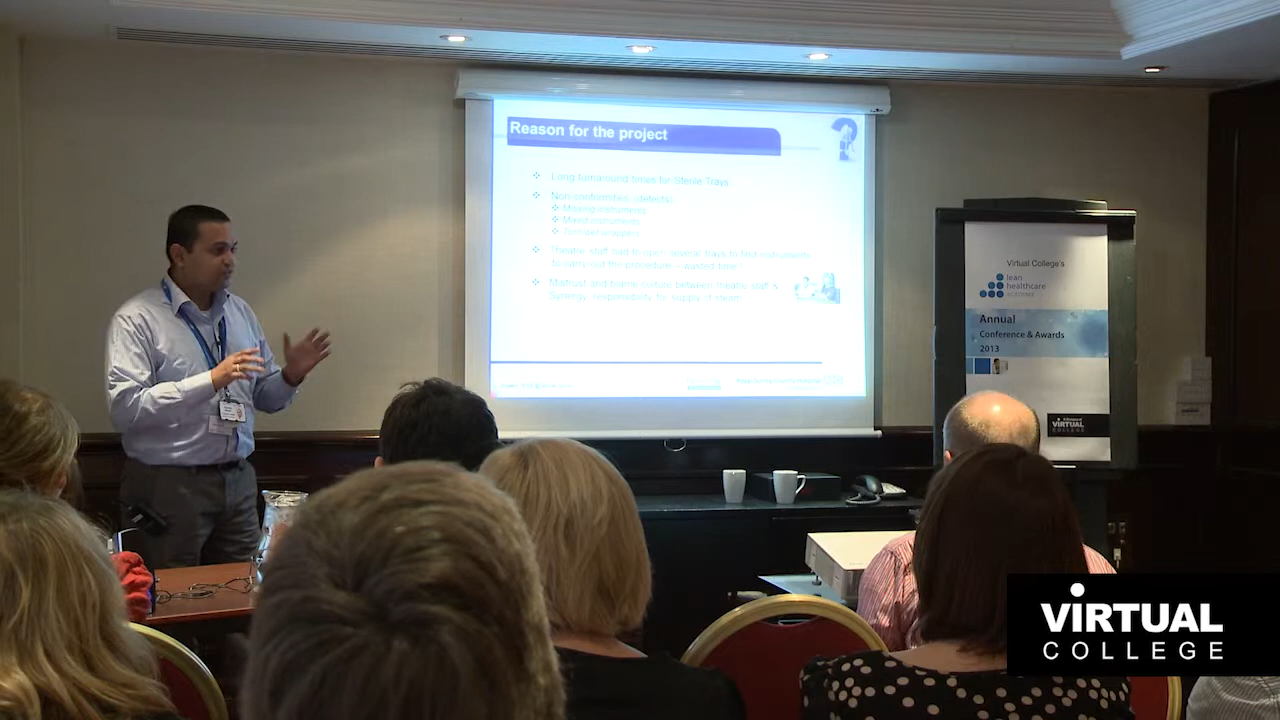 Reason for the project
Long turnaround times for Sterile Trays
Non-conformities (defects)
Missing instruments
Mixed instruments
Torn/wet wrappers
Theatre staff had to open several trays to find instruments
to carry out the procedure – wasted time
Mistrust and blame culture between theatre staff &
Synergy, responsibility for supply of steam
Virtual College's
lean
healthcare
ACADEMY
Annual
Conference & Awards
2013
VIRTUAL
COLLEGE
VIRTUAL
COLLEGE